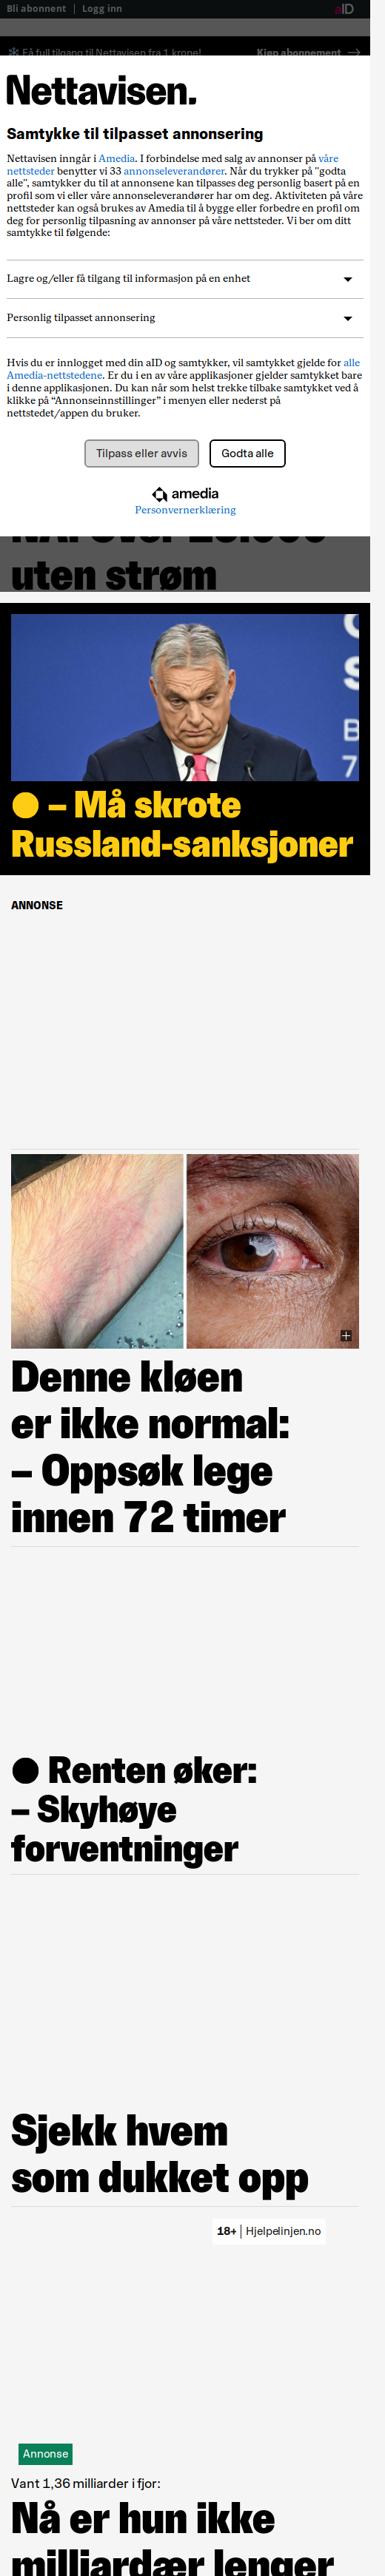 Bli abonnent | Logg inn
aID
Få full tilgang til Nettavisen fra 1 krone!
Kjøp abonnement →
Nettavisen.
Samtykke til tilpasset annonsering
Nettavisen inngår i Amedia. I forbindelse med salg av annonser på våre
nettsteder benytter vi 33 annonseleverandører. Når du trykker på "godta
alle", samtykker du til at annonsene kan tilpasses deg personlig basert på en
profil som vi eller våre annonseleverandører har om deg. Aktiviteten på våre
nettsteder kan også brukes av Amedia til å bygge eller forbedre en profil om
deg for personlig tilpasning av annonser på våre nettsteder. Vi ber om ditt
samtykke til følgende:
Lagre og/eller få tilgang til informasjon på en enhet
Personlig tilpasset annonsering
Hvis du er innlogget med din aID og samtykker, vil samtykket gjelde for alle
Amedia-nettstedene. Er du i en av våre applikasjoner gjelder samtykket bare
i denne applikasjonen. Du kan når som helst trekke tilbake samtykket ved å
klikke på “Annonseinnstillinger” i menyen eller nederst på
nettstedet/appen du bruker.
Tilpass eller avvis
Godta alle
amedia
Personvernerklæring
uten strøm
● – Må skrote
Russland-sanksjoner
ANNONSE
Denne kløen
er ikke normal:
– Oppsøk lege
innen 72 timer
● Renten øker:
– Skyhøye
forventninger
Sjekk hvem
som dukket opp
18+ | Hjelpelinjen.no
Annonse
Vant 1,36 milliarder i fjor:
Nå er hun ikke
milliardær lenger